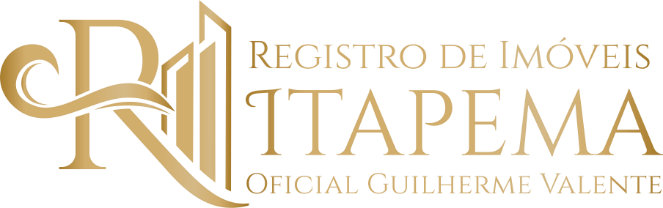 R
Registro de Imóveis
Itapema
Oficial Guilherme Valente